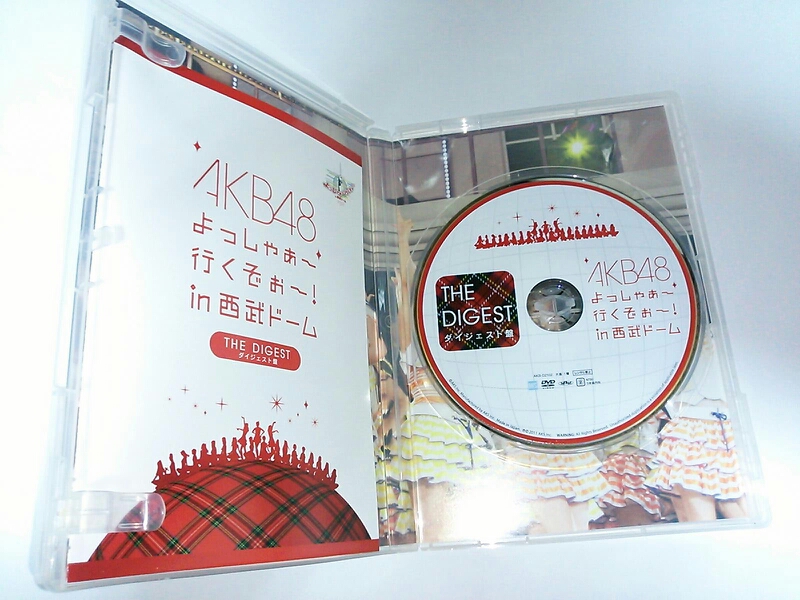 AKB48
よっしゃぁ～
行くぞぉ～!
in 西武ドーム
THE DIGEST
ダイジェスト盤
THE
DIGEST
ダイジェスト盤
AKB48
よっしゃぁ～
行くぞぉ～!
in 西武ドーム
DVD